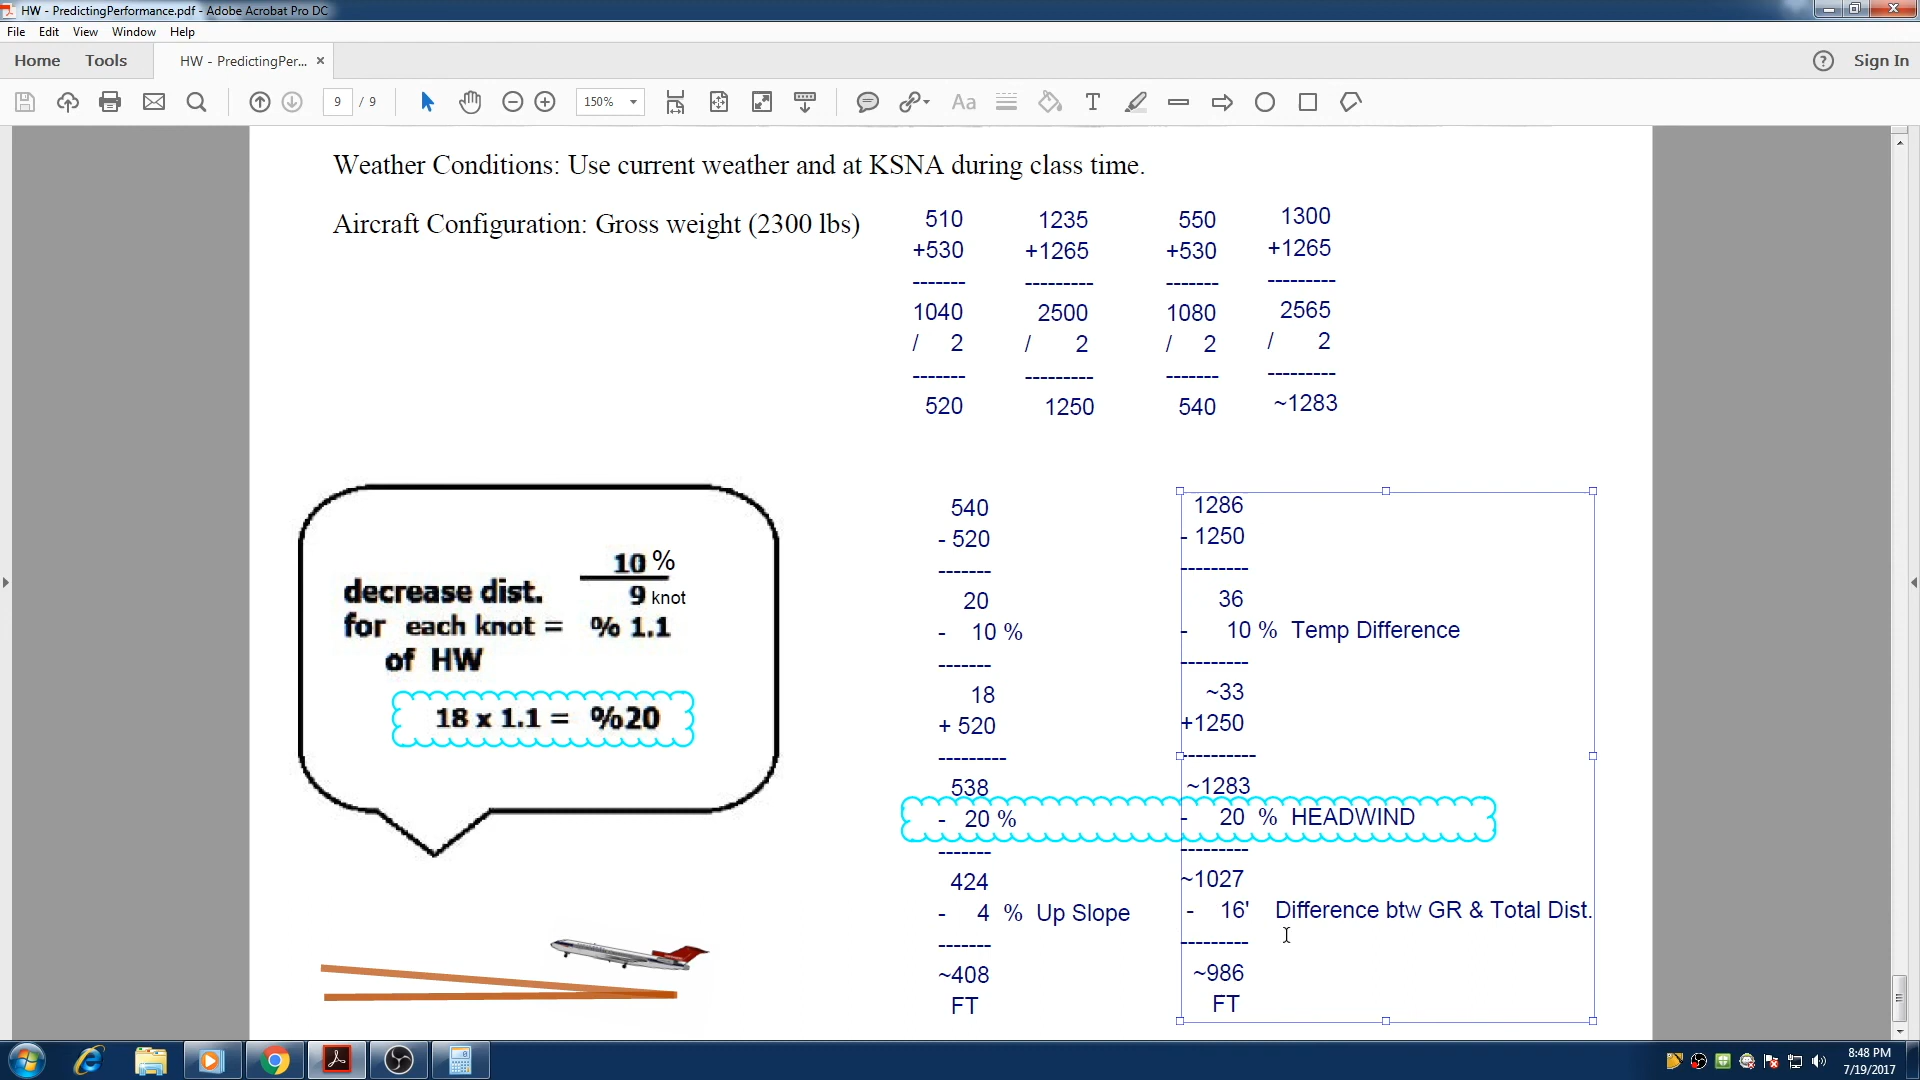 HW - PredictingPerformance.pdf - Adobe Acrobat Pro DC
File Edit View Window Help
Home Tools HW - PredictingPer... × Sign In
9 / 9 150%
Weather Conditions: Use current weather and at KSNA during class time.
Aircraft Configuration: Gross weight (2300 lbs)
510 1235 550 1300
+530 +1265 +530 +1265
------- --------- ------- ---------
1040 2500 1080 2565
/ 2 / 2 / 2 / 2
------- --------- ------- ---------
520 1250 540 ~1283
10 %
decrease dist. 9 knot
for each knot = % 1.1
of HW
18 x 1.1 = %20
540
- 520
-------
20
- 10 %
-------
18
+ 520
---------
538
- 20 %
-------
424
- 4 % Up Slope
-------
~408
FT
1286
- 1250
---------
36
- 10 % Temp Difference
---------
~33
+1250
----------
~1283
- 20 % HEADWIND
---------
~1027
- 16' Difference btw GR & Total Dist.
---------
~986
FT
8:48 PM
7/19/2017